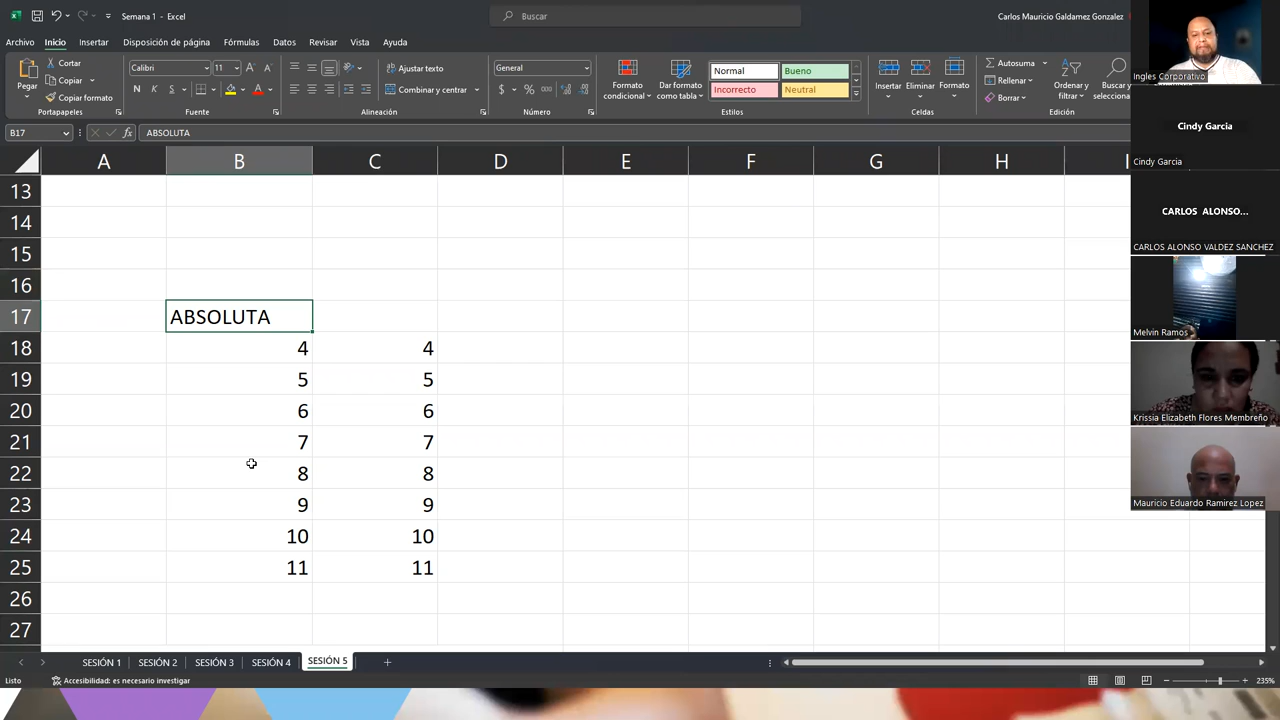 Semana 1 - Excel
Buscar
Carlos Mauricio Galdamez Gonzalez
Archivo Inicio Insertar Disposición de página Fórmulas Datos Revisar Vista Ayuda
Pegar
Cortar
Copiar
Copiar formato
Portapapeles
Calibri 11
N K S
Fuente
Ajustar texto
Combinar y centrar
Alineación
General
Número
Formato condicional
Dar formato como tabla
Normal Bueno
Incorrecto Neutral
Estilos
Insertar Eliminar Formato
Celdas
Autosuma
Rellenar
Borrar
Ordenar y filtrar
Buscar y selecciona
Edición
B17 fx ABSOLUTA
A B C D E F G H I
13
14
15
16
17 ABSOLUTA
18 4 4
19 5 5
20 6 6
21 7 7
22 8 8
23 9 9
24 10 10
25 11 11
26
27
SESIÓN 1 SESIÓN 2 SESIÓN 3 SESIÓN 4 SESIÓN 5
Listo Accesibilidad: es necesario investigar 235%
Ingles Corporativo
Cindy Garcia
Cindy Garcia
CARLOS ALONSO...
CARLOS ALONSO VALDEZ SANCHEZ
Melvin Ramos
Krissia Elizabeth Flores Membreño
Mauricio Eduardo Ramirez Lopez